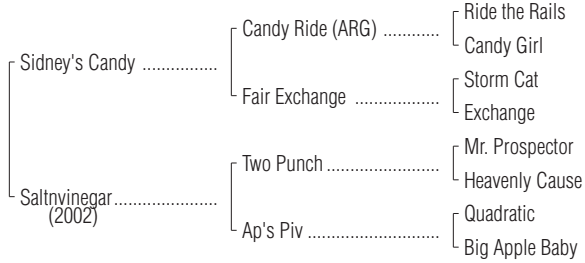 Ride the Rails
Candy Ride (ARG) ............
Candy Girl
Sidney's Candy ................
Storm Cat
Fair Exchange ..................
Exchange
Mr. Prospector
Two Punch ........................
Heavenly Cause
Saltnvinegar......................
(2002)
Quadratic
Ap's Piv ............................
Big Apple Baby